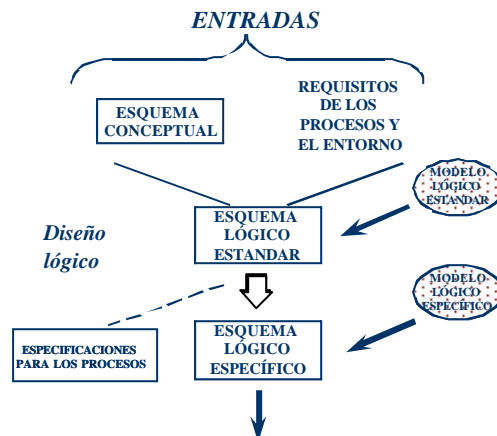 ENTRADAS
ESQUEMA
CONCEPTUAL
REQUISITOS
DE LOS
PROCESOS Y
EL ENTORNO
MODELO
LÓGICO
ESTANDAR
ESQUEMA
LÓGICO
ESTANDAR
Diseño
lógico
MODELO
LÓGICO
ESPECÍFICO
ESPECIFICACIONES
PARA LOS PROCESOS
ESQUEMA
LÓGICO
ESPECÍFICO